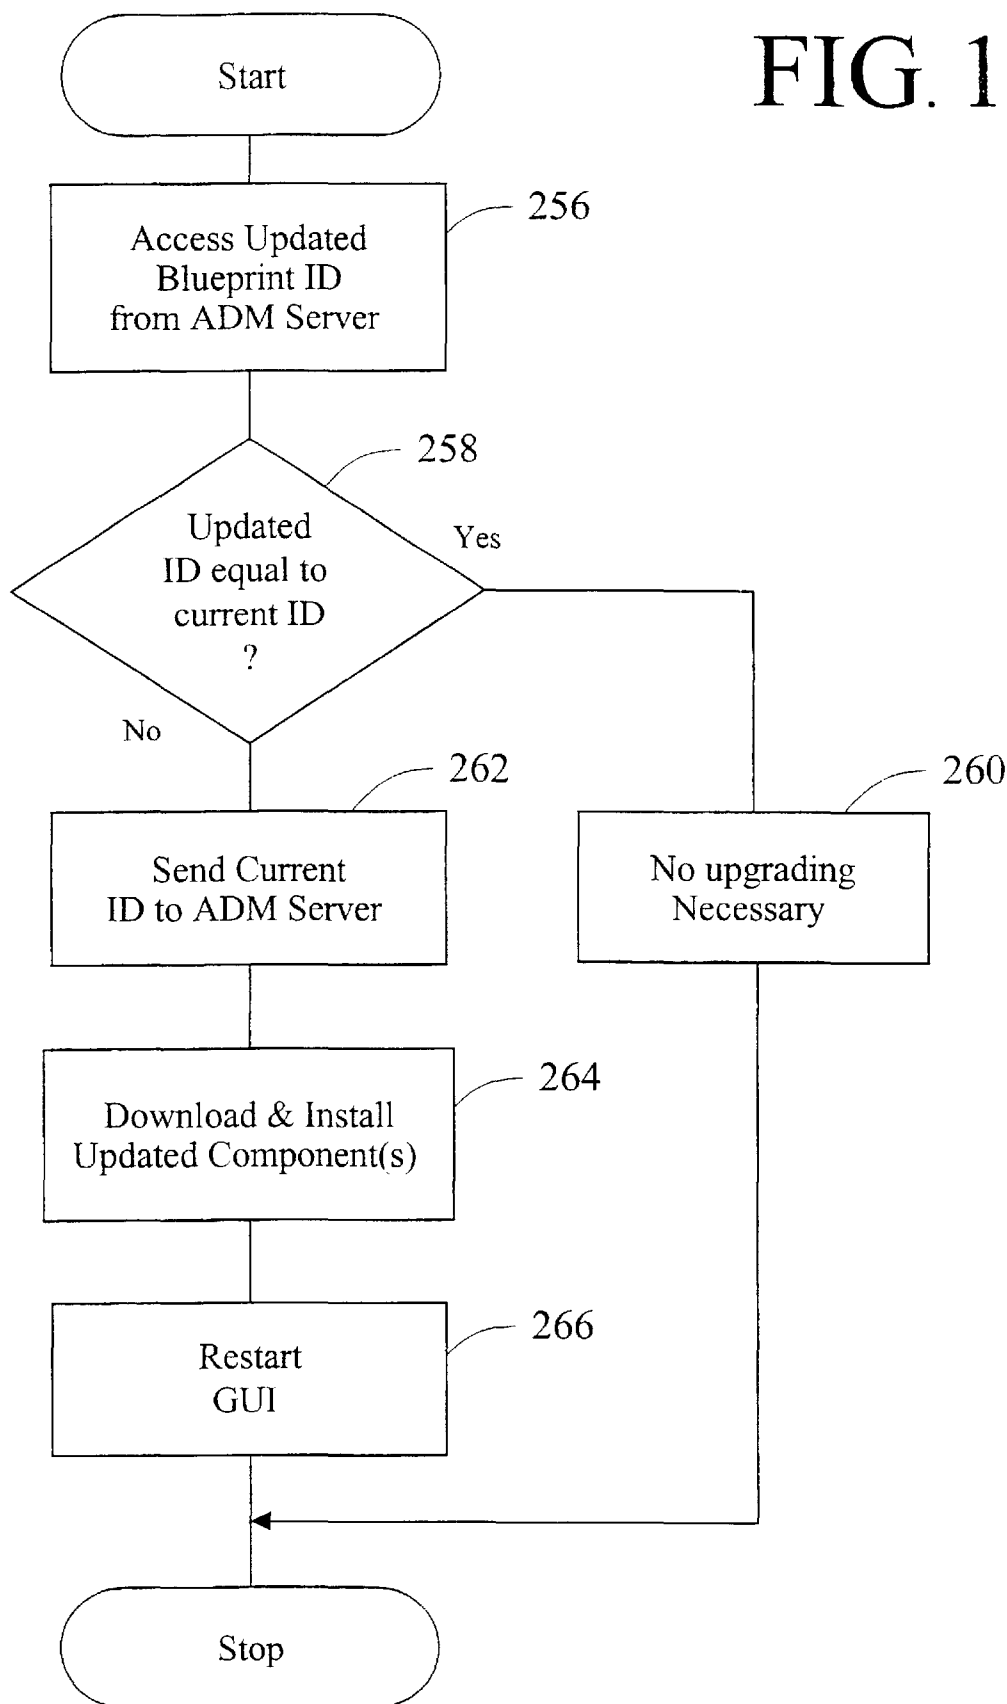 FIG. 1
Start
256
Access Updated
Blueprint ID
from ADM Server
258
Updated
ID equal to
current ID
?
Yes
No
262
Send Current
ID to ADM Server
260
No upgrading
Necessary
264
Download & Install
Updated Component(s)
266
Restart
GUI
Stop